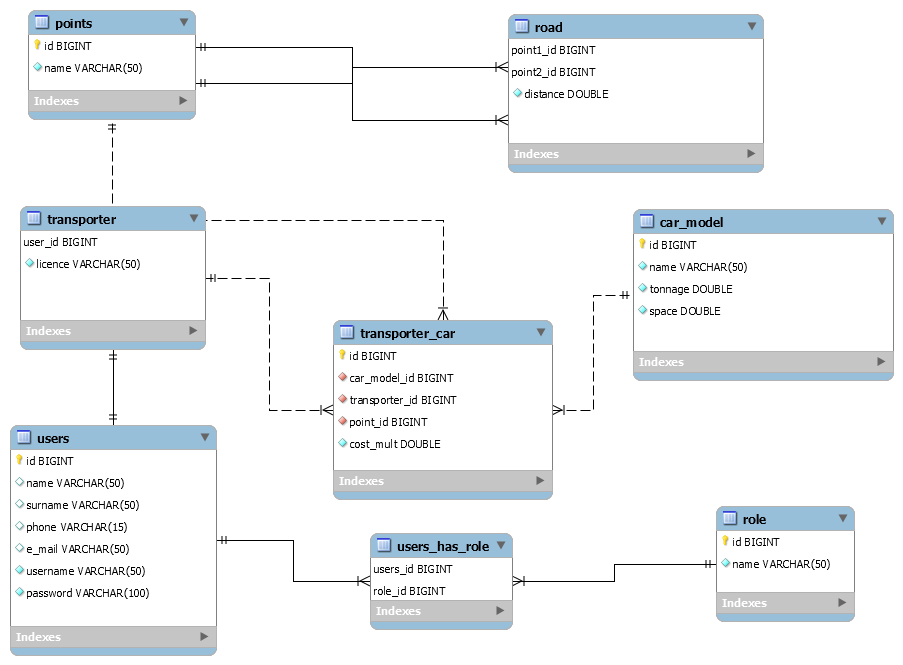 points
id BIGINT
name VARCHAR(50)
Indexes
road
point1_id BIGINT
point2_id BIGINT
distance DOUBLE
Indexes
transporter
user_id BIGINT
licence VARCHAR(50)
Indexes
car_model
id BIGINT
name VARCHAR(50)
tonnage DOUBLE
space DOUBLE
Indexes
transporter_car
id BIGINT
car_model_id BIGINT
transporter_id BIGINT
point_id BIGINT
cost_mult DOUBLE
Indexes
users
id BIGINT
name VARCHAR(50)
surname VARCHAR(50)
phone VARCHAR(15)
e_mail VARCHAR(50)
username VARCHAR(50)
password VARCHAR(100)
Indexes
users_has_role
users_id BIGINT
role_id BIGINT
Indexes
role
id BIGINT
name VARCHAR(50)
Indexes